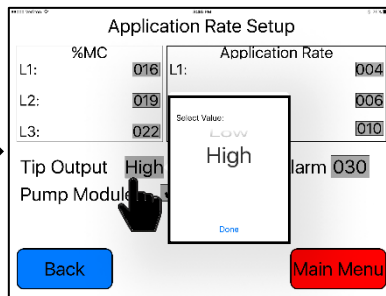 Application Rate Setup
%MC
Application Rate
L1: 016 L1: 004
L2: 019 006
L3: 022 010
Select Value:
Low
High
Done
Tip Output High larm 030
Pump Module
Back
Main Menu